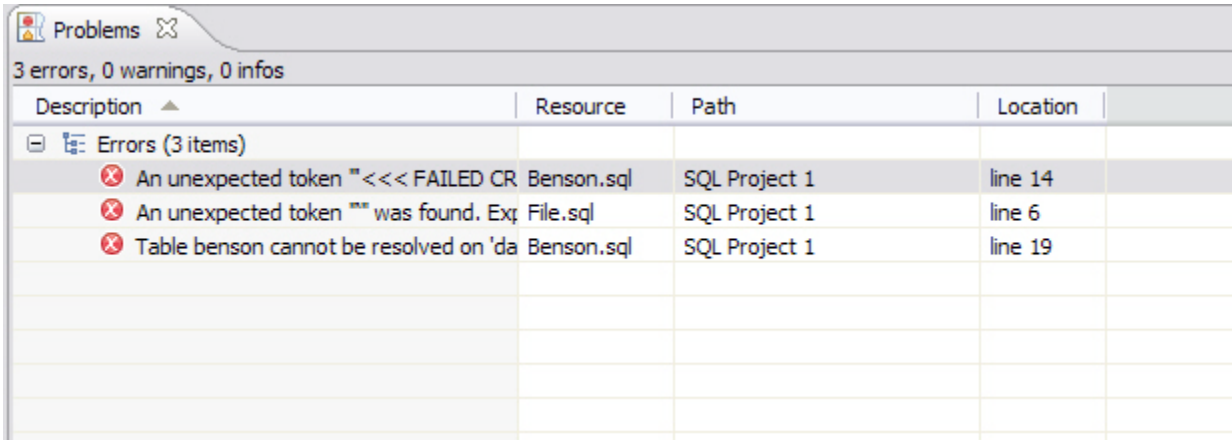 Problems
3 errors, 0 warnings, 0 infos
Description Resource Path Location
Errors (3 items)
An unexpected token "'<<< FAILED CR Benson.sql SQL Project 1 line 14
An unexpected token "'" was found. Exp File.sql SQL Project 1 line 6
Table benson cannot be resolved on 'da Benson.sql SQL Project 1 line 19